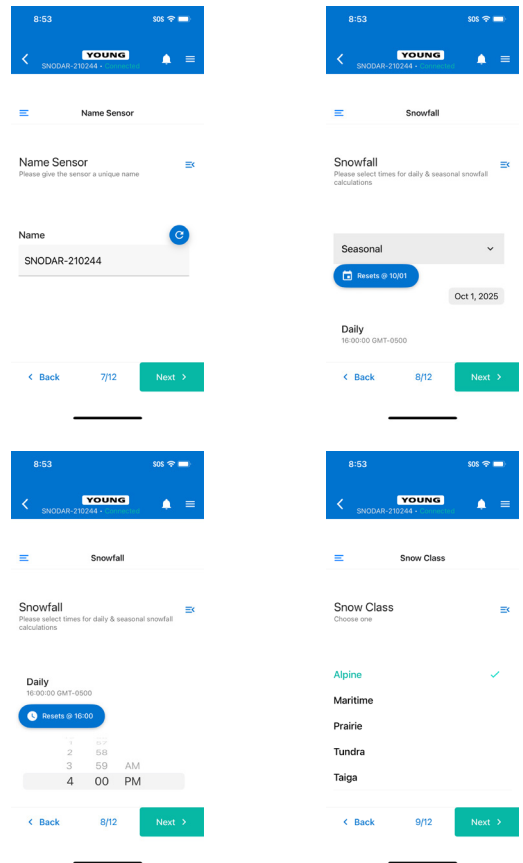 8:53
SOS
YOUNG
SNODAR-210244 • Connected
Name Sensor
Name Sensor
Please give the sensor a unique name
Name
SNODAR-210244
Back
7/12
Next
8:53
SOS
YOUNG
SNODAR-210244 • Connected
Snowfall
Snowfall
Please select times for daily & seasonal snowfall
calculations
Seasonal
Resets @ 10/01
Oct 1, 2025
Daily
16:00:00 GMT-0500
Back
8/12
Next
8:53
SOS
YOUNG
SNODAR-210244 • Connected
Snowfall
Snowfall
Please select times for daily & seasonal snowfall
calculations
Daily
16:00:00 GMT-0500
Resets @ 16:00
2 58
3 59 AM
4 00 PM
Back
8/12
Next
8:53
SOS
YOUNG
SNODAR-210244 • Connected
Snow Class
Snow Class
Choose one
Alpine
Maritime
Prairie
Tundra
Taiga
Back
9/12
Next